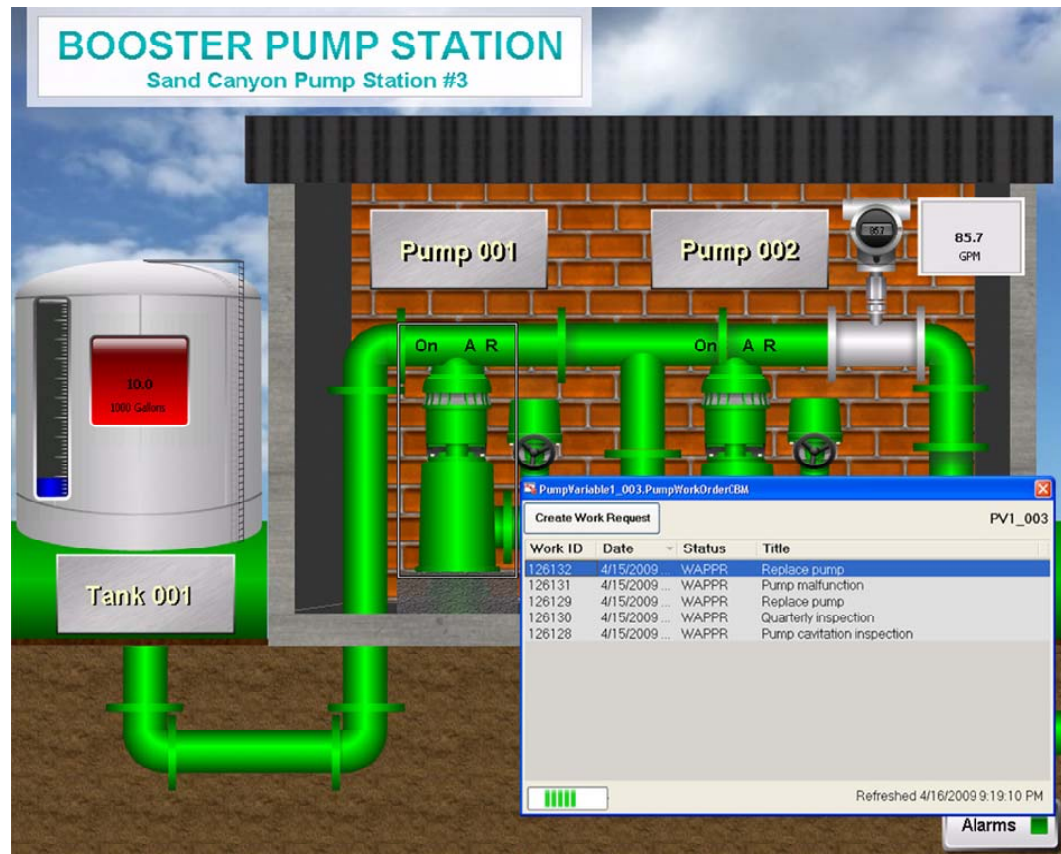 BOOSTER PUMP STATION
Sand Canyon Pump Station #3
Pump 001
Pump 002
85.7
85.7
GPM
On A R
On A R
10.0
1000 Gallons
Tank 001
PumpVariable1_003.PumpWorkOrderCBM
Create Work Request
PV1_003
Work ID Date Status Title
126132 4/15/2009 ... WAPPR Replace pump
126131 4/15/2009 ... WAPPR Pump malfunction
126129 4/15/2009 ... WAPPR Replace pump
126130 4/15/2009 ... WAPPR Quarterly inspection
126128 4/15/2009 ... WAPPR Pump cavitation inspection
Refreshed 4/16/2009 9:19:10 PM
Alarms